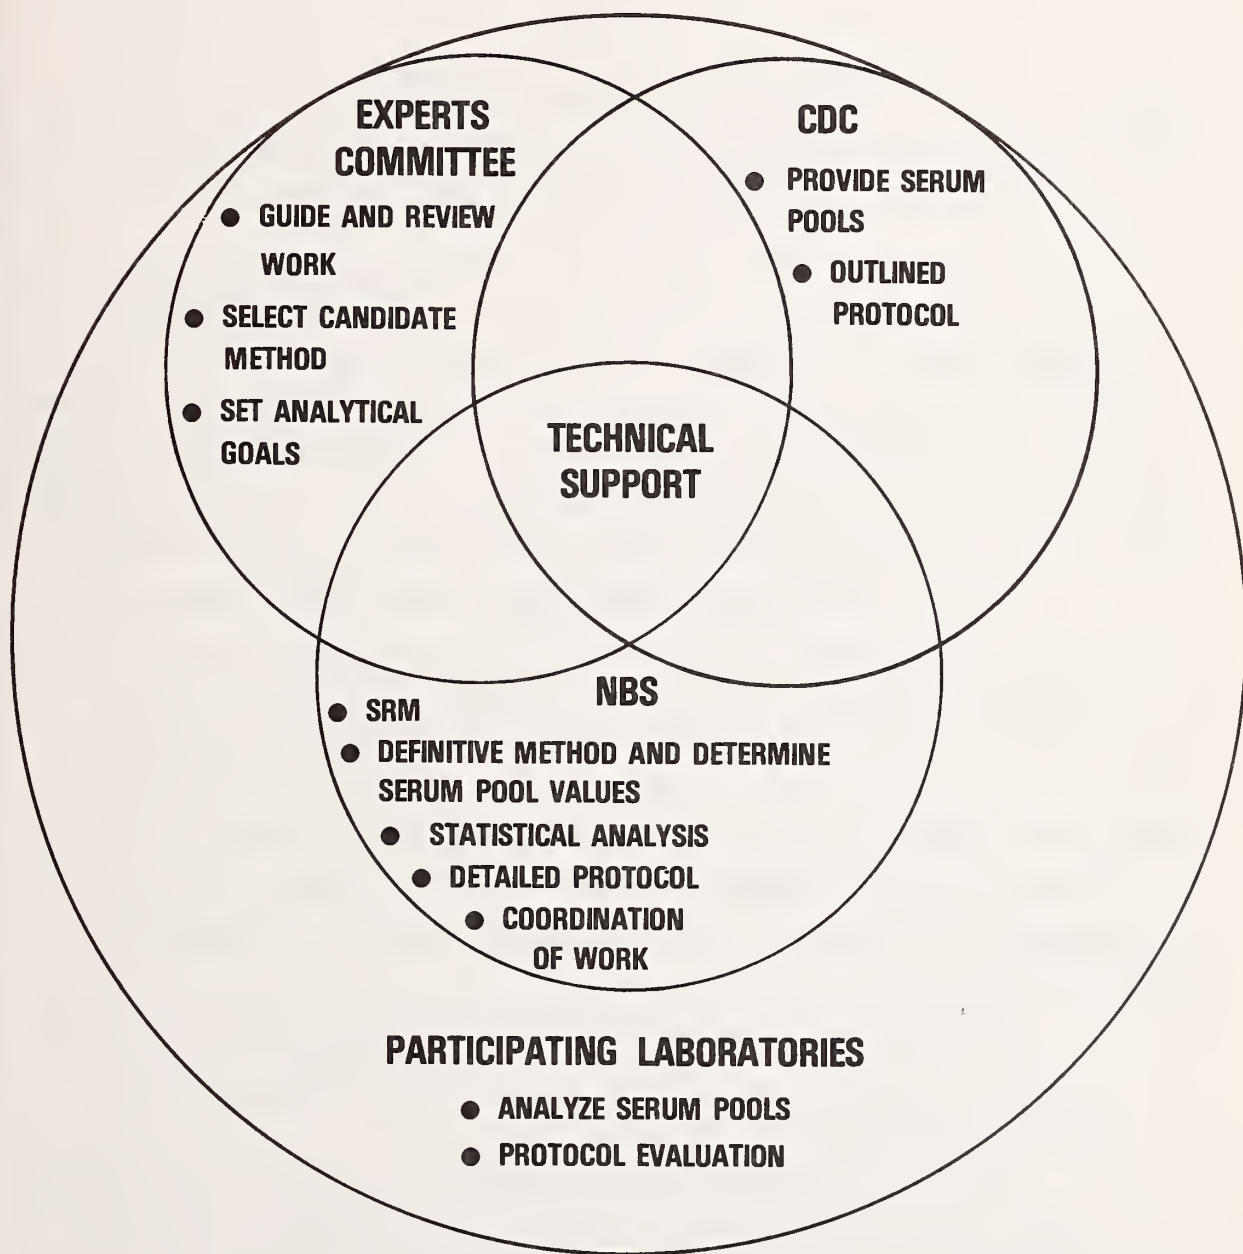 EXPERTS
COMMITTEE
● GUIDE AND REVIEW
WORK
● SELECT CANDIDATE
METHOD
● SET ANALYTICAL
GOALS
CDC
● PROVIDE SERUM
POOLS
● OUTLINED
PROTOCOL
TECHNICAL
SUPPORT
NBS
● SRM
● DEFINITIVE METHOD AND DETERMINE
SERUM POOL VALUES
● STATISTICAL ANALYSIS
● DETAILED PROTOCOL
● COORDINATION
OF WORK
PARTICIPATING LABORATORIES
● ANALYZE SERUM POOLS
● PROTOCOL EVALUATION